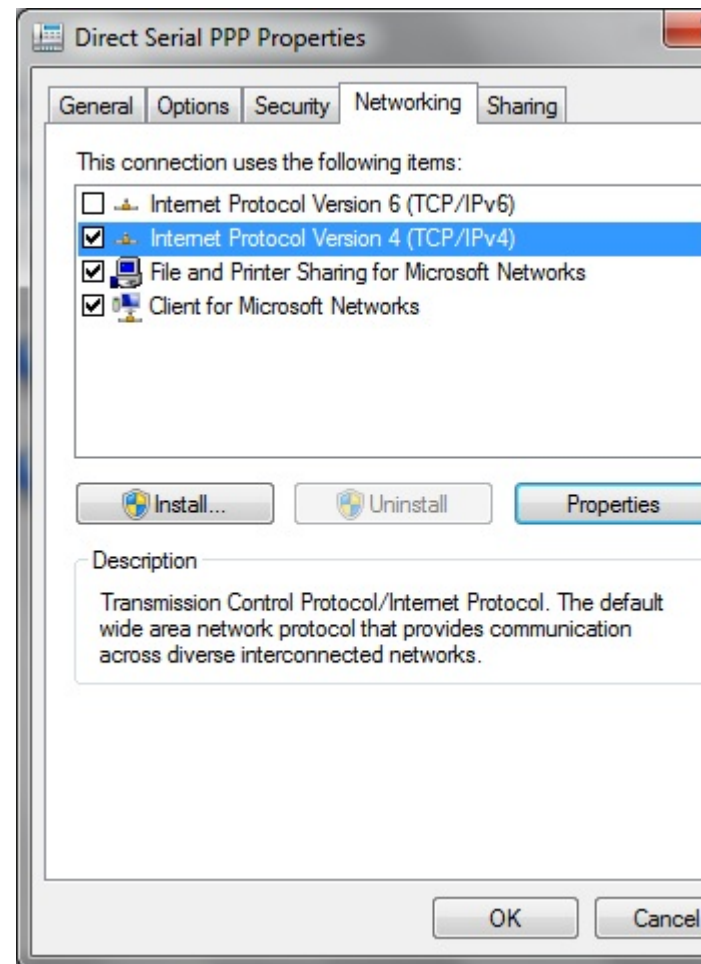 Direct Serial PPP Properties
General Options Security Networking Sharing
This connection uses the following items:
Internet Protocol Version 6 (TCP/IPv6)
Internet Protocol Version 4 (TCP/IPv4)
File and Printer Sharing for Microsoft Networks
Client for Microsoft Networks
Install... Uninstall Properties
Description
Transmission Control Protocol/Internet Protocol. The default
wide area network protocol that provides communication
across diverse interconnected networks.
OK Cancel